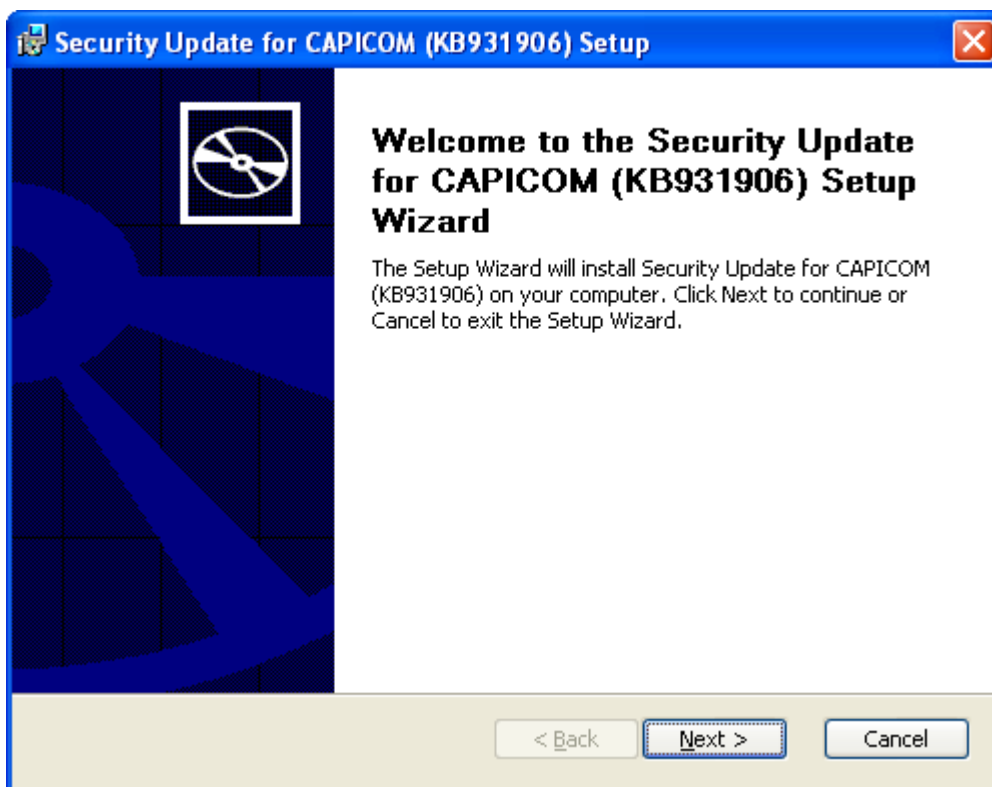 Security Update for CAPICOM (KB931906) Setup
Welcome to the Security Update
for CAPICOM (KB931906) Setup
Wizard
The Setup Wizard will install Security Update for CAPICOM
(KB931906) on your computer. Click Next to continue or
Cancel to exit the Setup Wizard.
< Back
Next >
Cancel